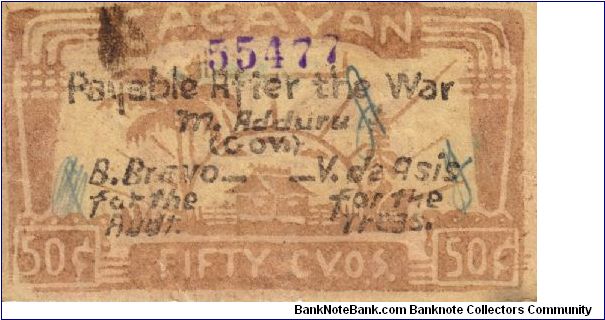 CAGAYAN
55477
Payable After the War
M. Adduru
(Gov)
B. Bravo— —V. de Asis
for the for the
Audt. Treas.
50¢ FIFTY CVOS. 50¢
BankNoteBank.com Banknote Collectors Community